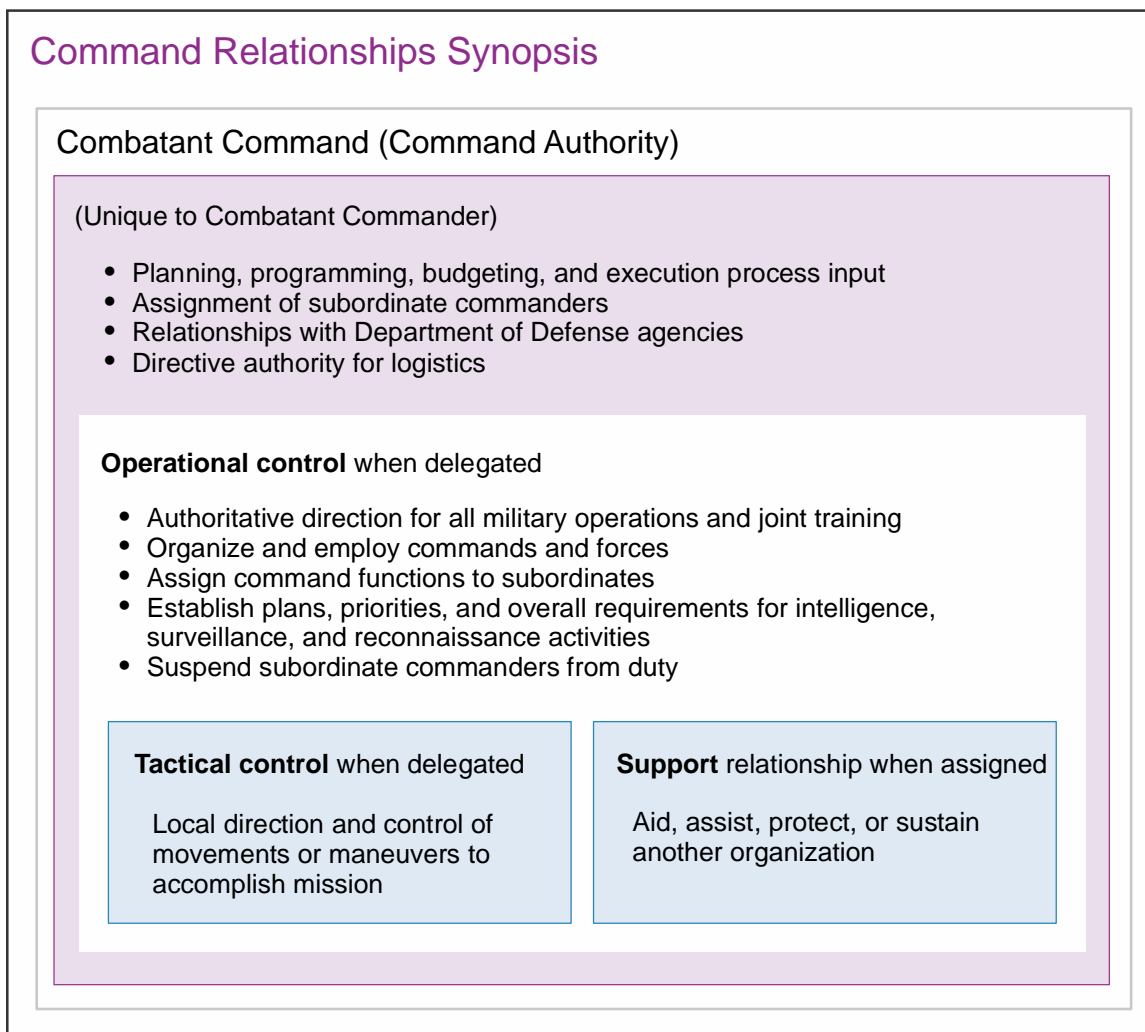 Command Relationships Synopsis
Combatant Command (Command Authority)
(Unique to Combatant Commander)
• Planning, programming, budgeting, and execution process input
• Assignment of subordinate commanders
• Relationships with Department of Defense agencies
• Directive authority for logistics
Operational control when delegated
• Authoritative direction for all military operations and joint training
• Organize and employ commands and forces
• Assign command functions to subordinates
• Establish plans, priorities, and overall requirements for intelligence,
surveillance, and reconnaissance activities
• Suspend subordinate commanders from duty
Tactical control when delegated
Local direction and control of
movements or maneuvers to
accomplish mission
Support relationship when assigned
Aid, assist, protect, or sustain
another organization